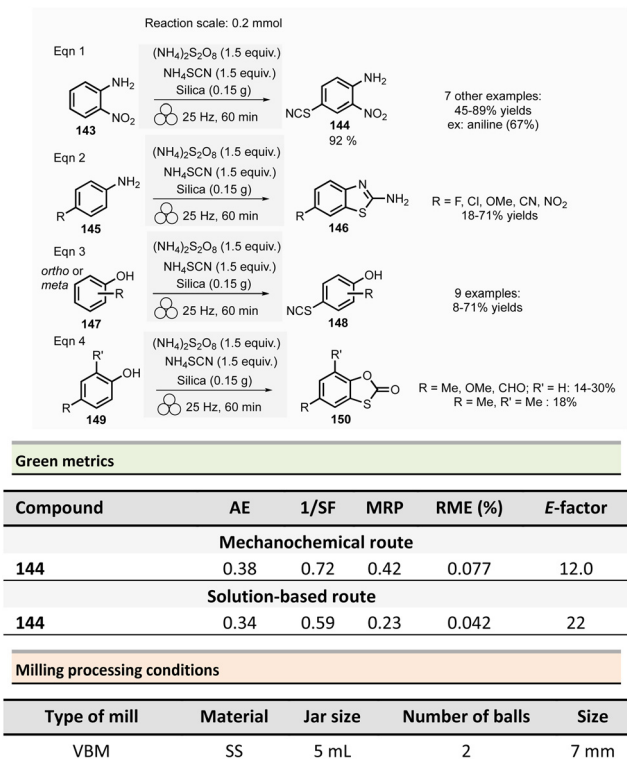 Reaction scale: 0.2 mmol
Eqn 1
(NH4)2S2O8 (1.5 equiv.)
NH4SCN (1.5 equiv.)
Silica (0.15 g)
25 Hz, 60 min
NH2
NO2
143
NH2
NCS
NO2
144
92 %
7 other examples:
45-89% yields
ex: aniline (67%)
Eqn 2
(NH4)2S2O8 (1.5 equiv.)
NH4SCN (1.5 equiv.)
Silica (0.15 g)
25 Hz, 60 min
NH2
R
145
N
NH2
S
R
146
R = F, Cl, OMe, CN, NO2
18-71% yields
Eqn 3
ortho or
meta
(NH4)2S2O8 (1.5 equiv.)
NH4SCN (1.5 equiv.)
Silica (0.15 g)
25 Hz, 60 min
OH
R
147
OH
R
NCS
148
9 examples:
8-71% yields
Eqn 4
(NH4)2S2O8 (1.5 equiv.)
NH4SCN (1.5 equiv.)
Silica (0.15 g)
25 Hz, 60 min
R'
OH
R
149
R'
O
O
S
R
150
R = Me, OMe, CHO; R' = H: 14-30%
R = Me, R' = Me : 18%
Green metrics
Compound AE 1/SF MRP RME (%) E-factor
Mechanochemical route
144 0.38 0.72 0.42 0.077 12.0
Solution-based route
144 0.34 0.59 0.23 0.042 22
Milling processing conditions
Type of mill Material Jar size Number of balls Size
VBM SS 5 mL 2 7 mm